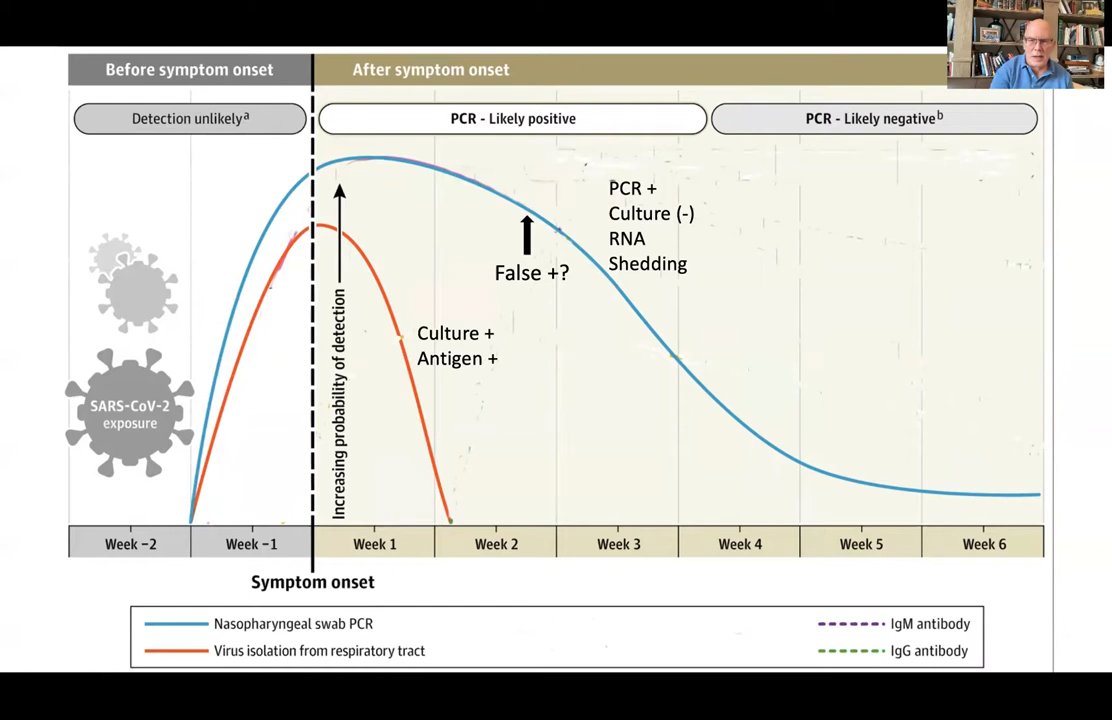 Before symptom onset
After symptom onset
Detection unlikelyᵃ
PCR - Likely positive
PCR - Likely negativeᵇ
PCR +
Culture (-)
RNA
Shedding
False +?
Culture +
Antigen +
Increasing probability of detection
SARS-CoV-2
exposure
Week −2
Week −1
Week 1
Week 2
Week 3
Week 4
Week 5
Week 6
Symptom onset
Nasopharyngeal swab PCR
Virus isolation from respiratory tract
IgM antibody
IgG antibody